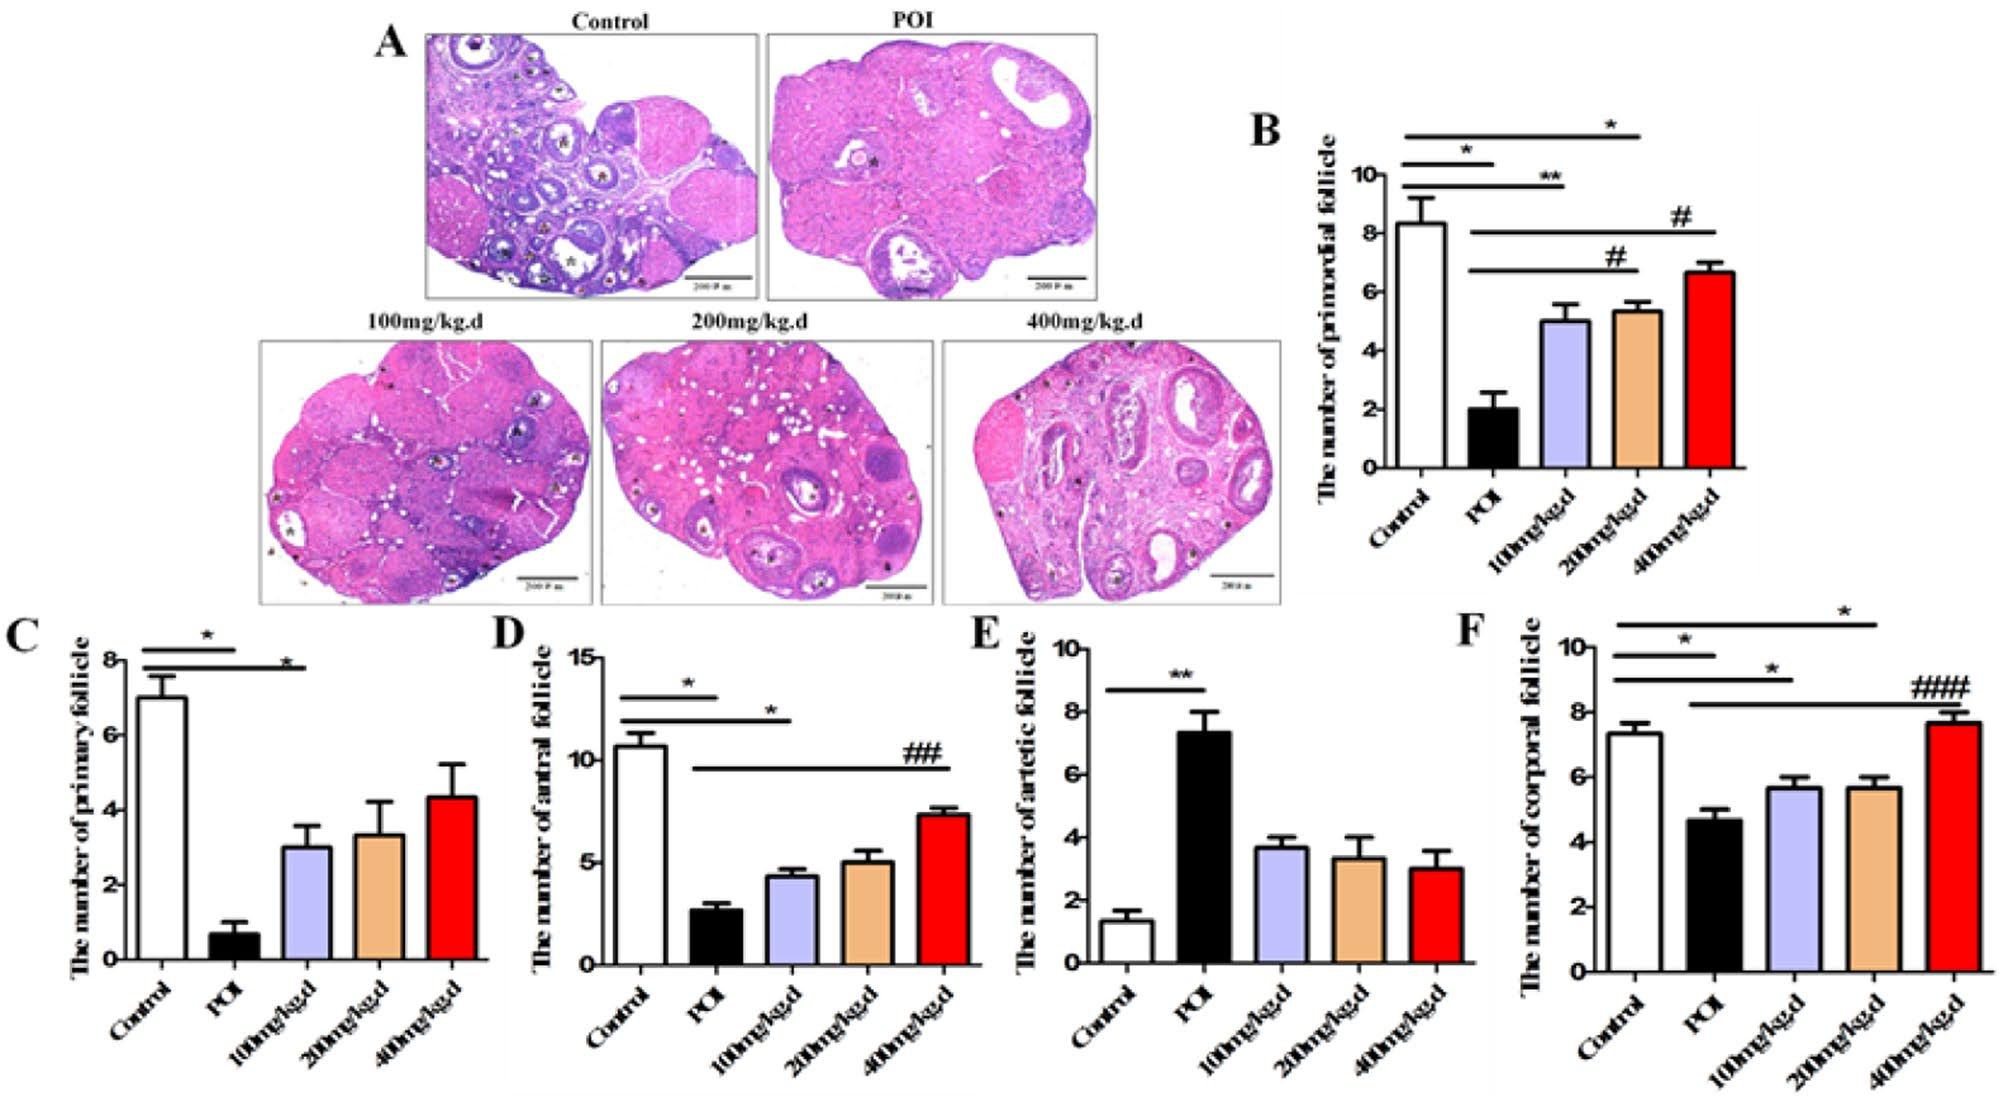 A
Control
POI
200μm
200μm
100mg/kg.d
200mg/kg.d
400mg/kg.d
200μm
200μm
200μm
B
The number of primordial follicle
10
8
6
4
2
0
*
*
**
#
#
Control
POI
100mg/kg.d
200mg/kg.d
400mg/kg.d
C
The number of primary follicle
8
6
4
2
0
*
*
Control
POI
100mg/kg.d
200mg/kg.d
400mg/kg.d
D
The number of antral follicle
15
10
5
0
*
*
##
Control
POI
100mg/kg.d
200mg/kg.d
400mg/kg.d
E
The number of artetic follicle
10
8
6
4
2
0
**
Control
POI
100mg/kg.d
200mg/kg.d
400mg/kg.d
F
The number of corporal follicle
10
8
6
4
2
0
*
*
*
####
Control
POI
100mg/kg.d
200mg/kg.d
400mg/kg.d